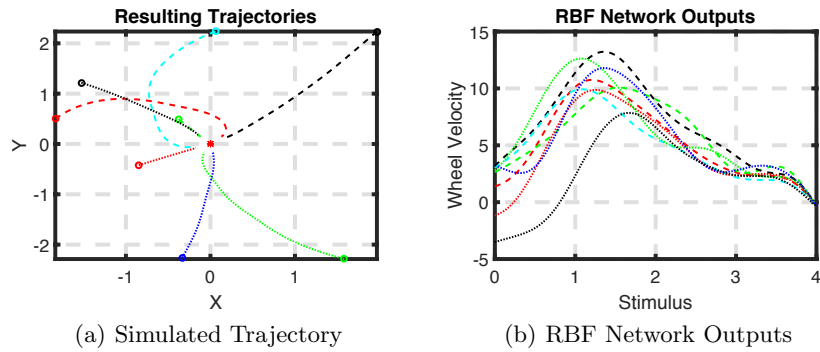 Resulting Trajectories
2
1
0
-1
-2
Y
-1
0
1
X
(a) Simulated Trajectory
RBF Network Outputs
15
10
5
0
-5
Wheel Velocity
0
1
2
3
4
Stimulus
(b) RBF Network Outputs